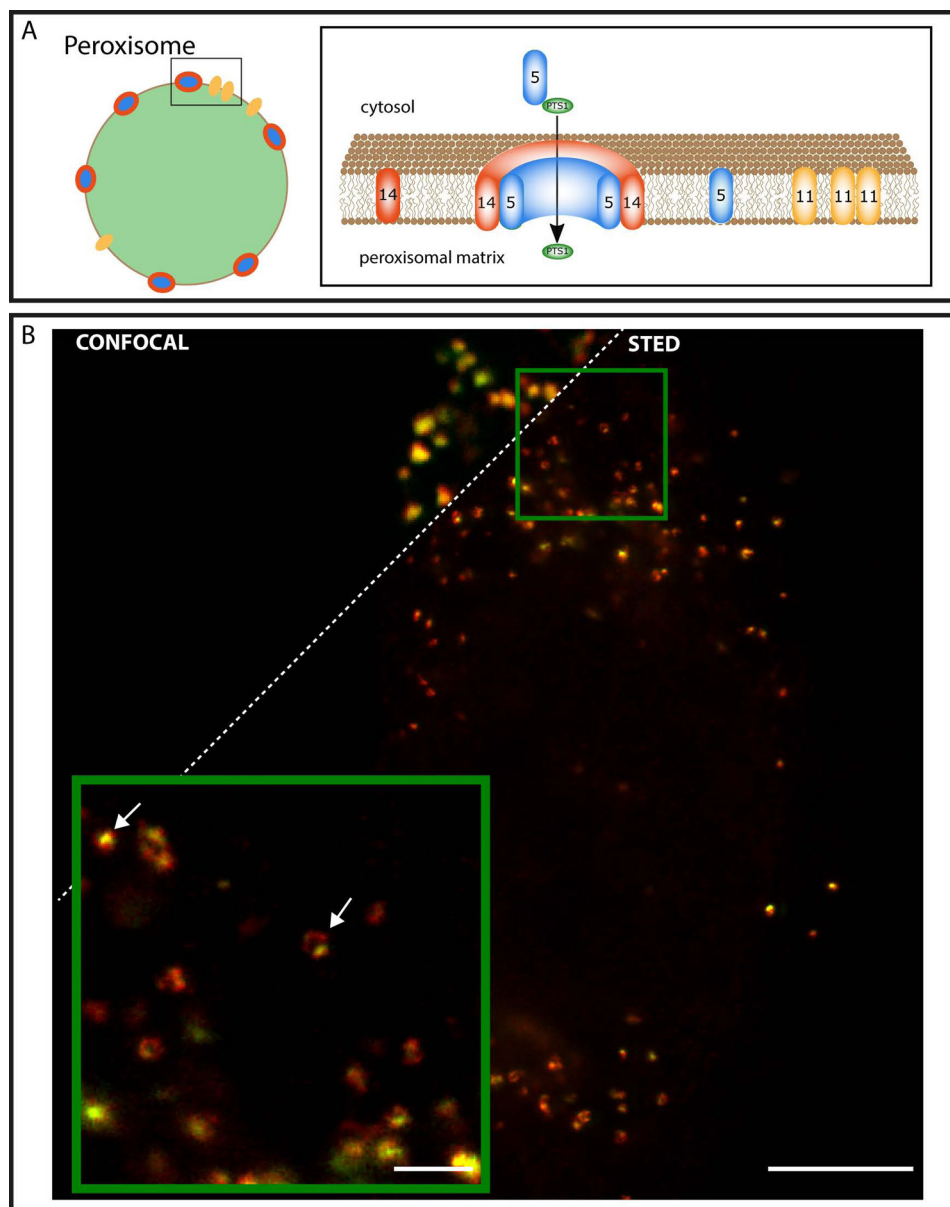 A
Peroxisome
5
PTS1
cytosol
14
14 5 5 14
5
11 11 11
peroxisomal matrix
PTS1
B
CONFOCAL
STED